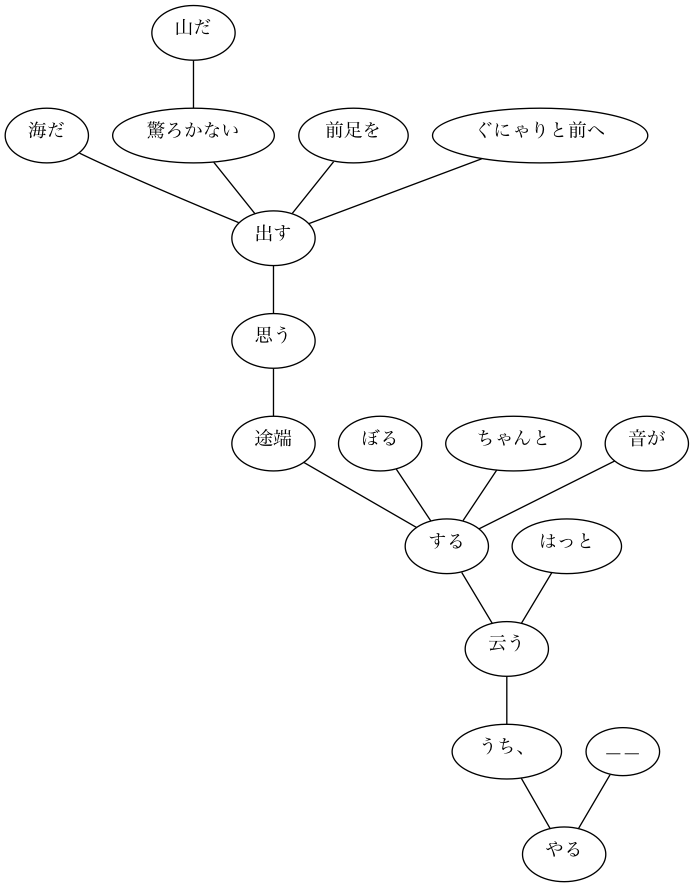 山だ
海だ
驚ろかない
前足を
ぐにゃりと前へ
出す
思う
途端
ぼる
ちゃんと
音が
する
はっと
云う
うち、
――
やる